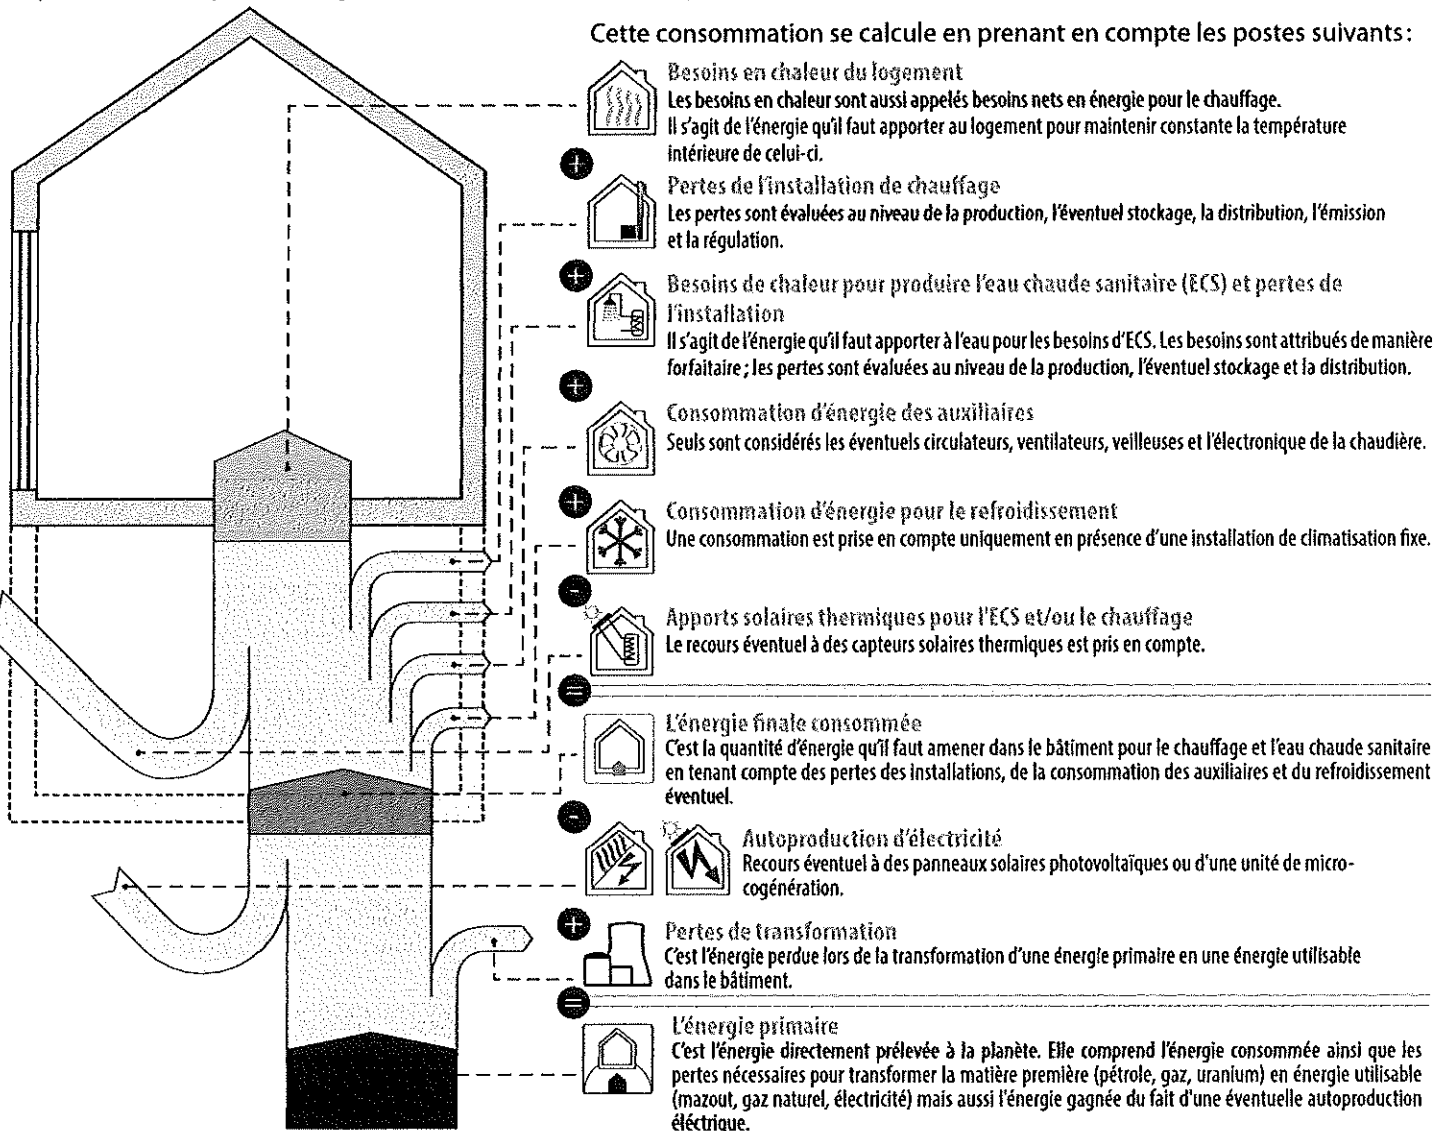 Cette consommation se calcule en prenant en compte les postes suivants:
Besoins en chaleur du logement
Les besoins en chaleur sont aussi appelés besoins nets en énergie pour le chauffage.
Il s'agit de l'énergie qu'il faut apporter au logement pour maintenir constante la température
intérieure de celui-ci.
+
Pertes de l'installation de chauffage
Les pertes sont évaluées au niveau de la production, l'éventuel stockage, la distribution, l'émission
et la régulation.
+
Besoins de chaleur pour produire l'eau chaude sanitaire (ECS) et pertes de
l'installation
Il s'agit de l'énergie qu'il faut apporter à l'eau pour les besoins d'ECS. Les besoins sont attribués de manière
forfaitaire; les pertes sont évaluées au niveau de la production, l'éventuel stockage et la distribution.
+
Consommation d'énergie des auxiliaires
Seuls sont considérés les éventuels circulateurs, ventilateurs, veilleuses et l'électronique de la chaudière.
+
Consommation d'énergie pour le refroidissement
Une consommation est prise en compte uniquement en présence d'une installation de climatisation fixe.
-
Apports solaires thermiques pour l'ECS et/ou le chauffage
Le recours éventuel à des capteurs solaires thermiques est pris en compte.
=
L'énergie finale consommée
C'est la quantité d'énergie qu'il faut amener dans le bâtiment pour le chauffage et l'eau chaude sanitaire
en tenant compte des pertes des installations, de la consommation des auxiliaires et du refroidissement
éventuel.
-
Autoproduction d'électricité
Recours éventuel à des panneaux solaires photovoltaïques ou d'une unité de micro-
cogénération.
+
Pertes de transformation
C'est l'énergie perdue lors de la transformation d'une énergie primaire en une énergie utilisable
dans le bâtiment.
=
L'énergie primaire
C'est l'énergie directement prélevée à la planète. Elle comprend l'énergie consommée ainsi que les
pertes nécessaires pour transformer la matière première (pétrole, gaz, uranium) en énergie utilisable
(mazout, gaz naturel, électricité) mais aussi l'énergie gagnée du fait d'une éventuelle autoproduction
éléctrique.